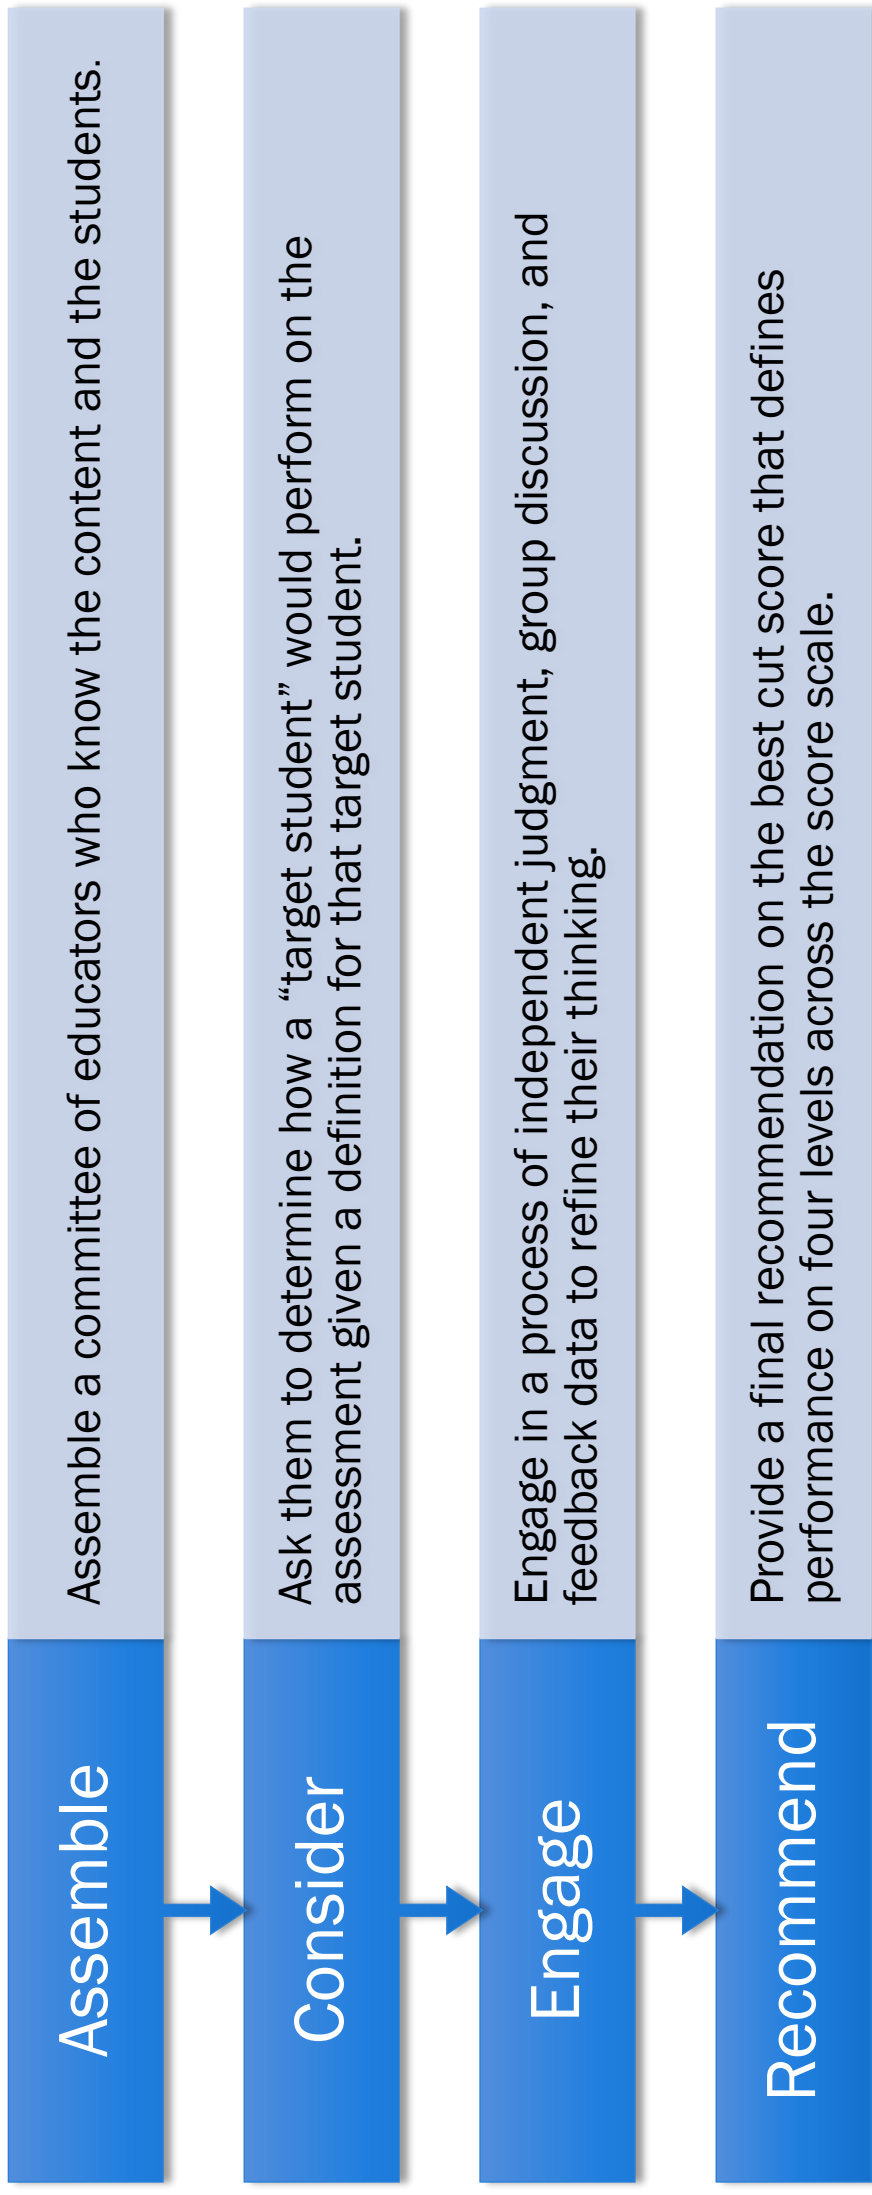 Assemble
Assemble a committee of educators who know the content and the students.
Consider
Ask them to determine how a “target student” would perform on the
assessment given a definition for that target student.
Engage
Engage in a process of independent judgment, group discussion, and
feedback data to refine their thinking.
Recommend
Provide a final recommendation on the best cut score that defines
performance on four levels across the score scale.